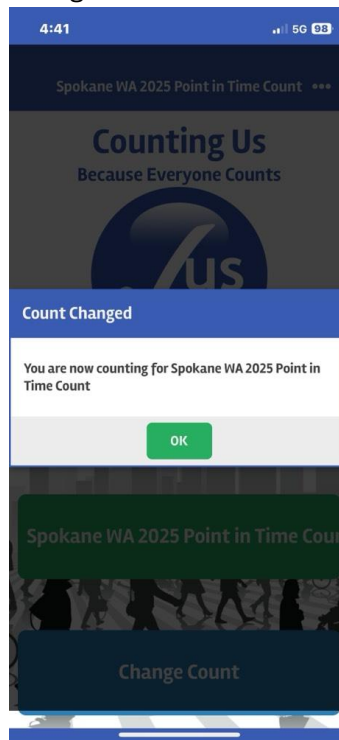 4:41
5G 98
Spokane WA 2025 Point in Time Count
Counting Us
Because Everyone Counts
us
Count Changed
You are now counting for Spokane WA 2025 Point in
Time Count
OK
Spokane WA 2025 Point in Time Cou
Change Count